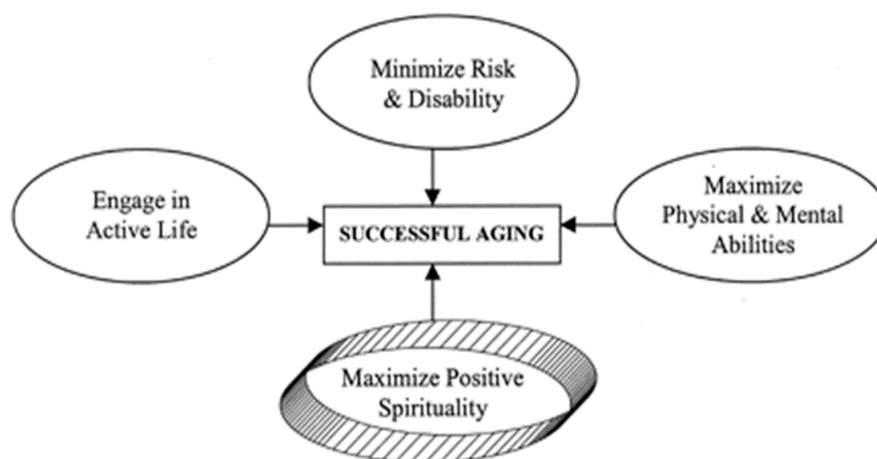 Minimize Risk
& Disability
Engage in
Active Life
SUCCESSFUL AGING
Maximize
Physical & Mental
Abilities
Maximize Positive
Spirituality